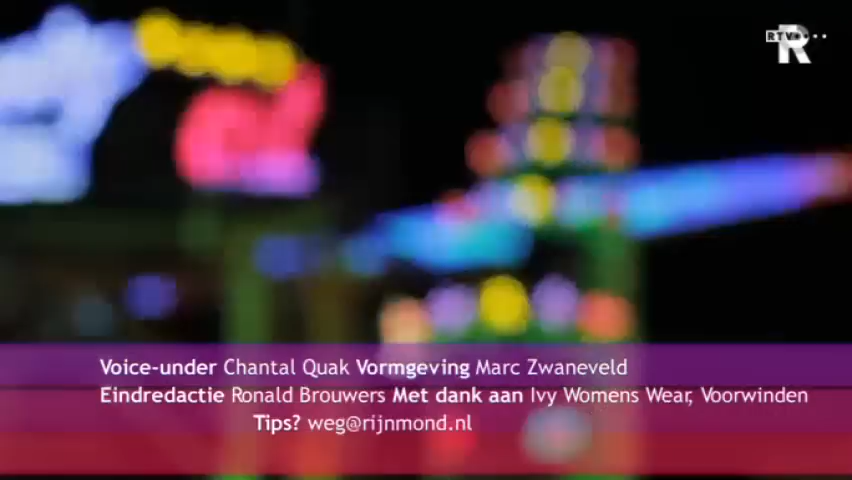 RTV R
Voice-under Chantal Quak Vormgeving Marc Zwaneveld
Eindredactie Ronald Brouwers Met dank aan Ivy Womens Wear, Voorwinden
Tips? weg@rijnmond.nl